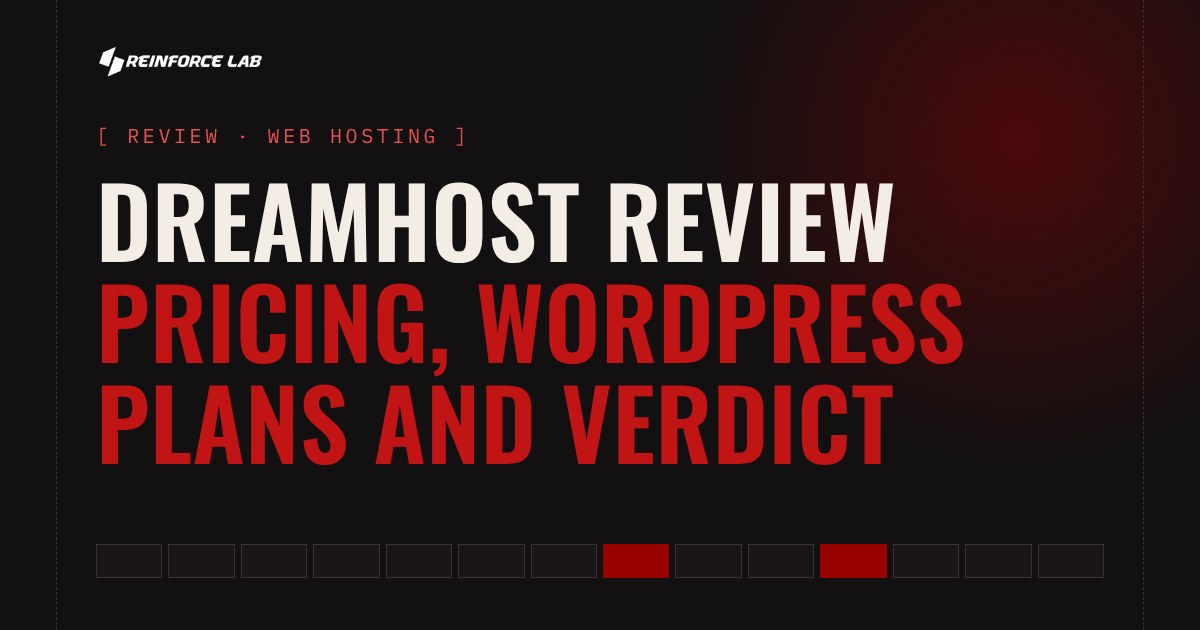 REINFORCE LAB
[ REVIEW · WEB HOSTING ]
DREAMHOST REVIEW
PRICING, WORDPRESS
PLANS AND VERDICT